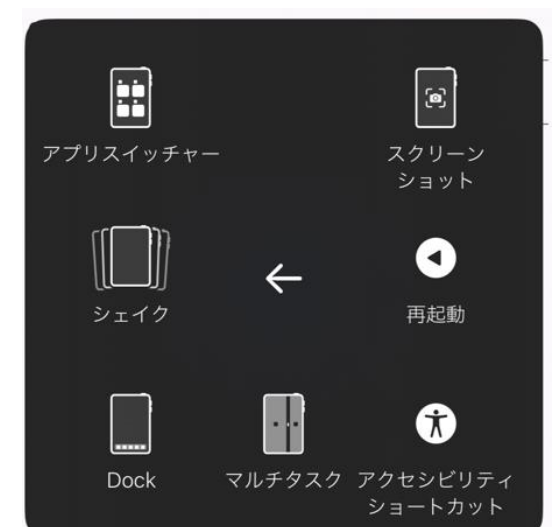 アプリスイッチャー
スクリーン
ショット
シェイク
再起動
Dock
マルチタスク
アクセシビリティ
ショートカット